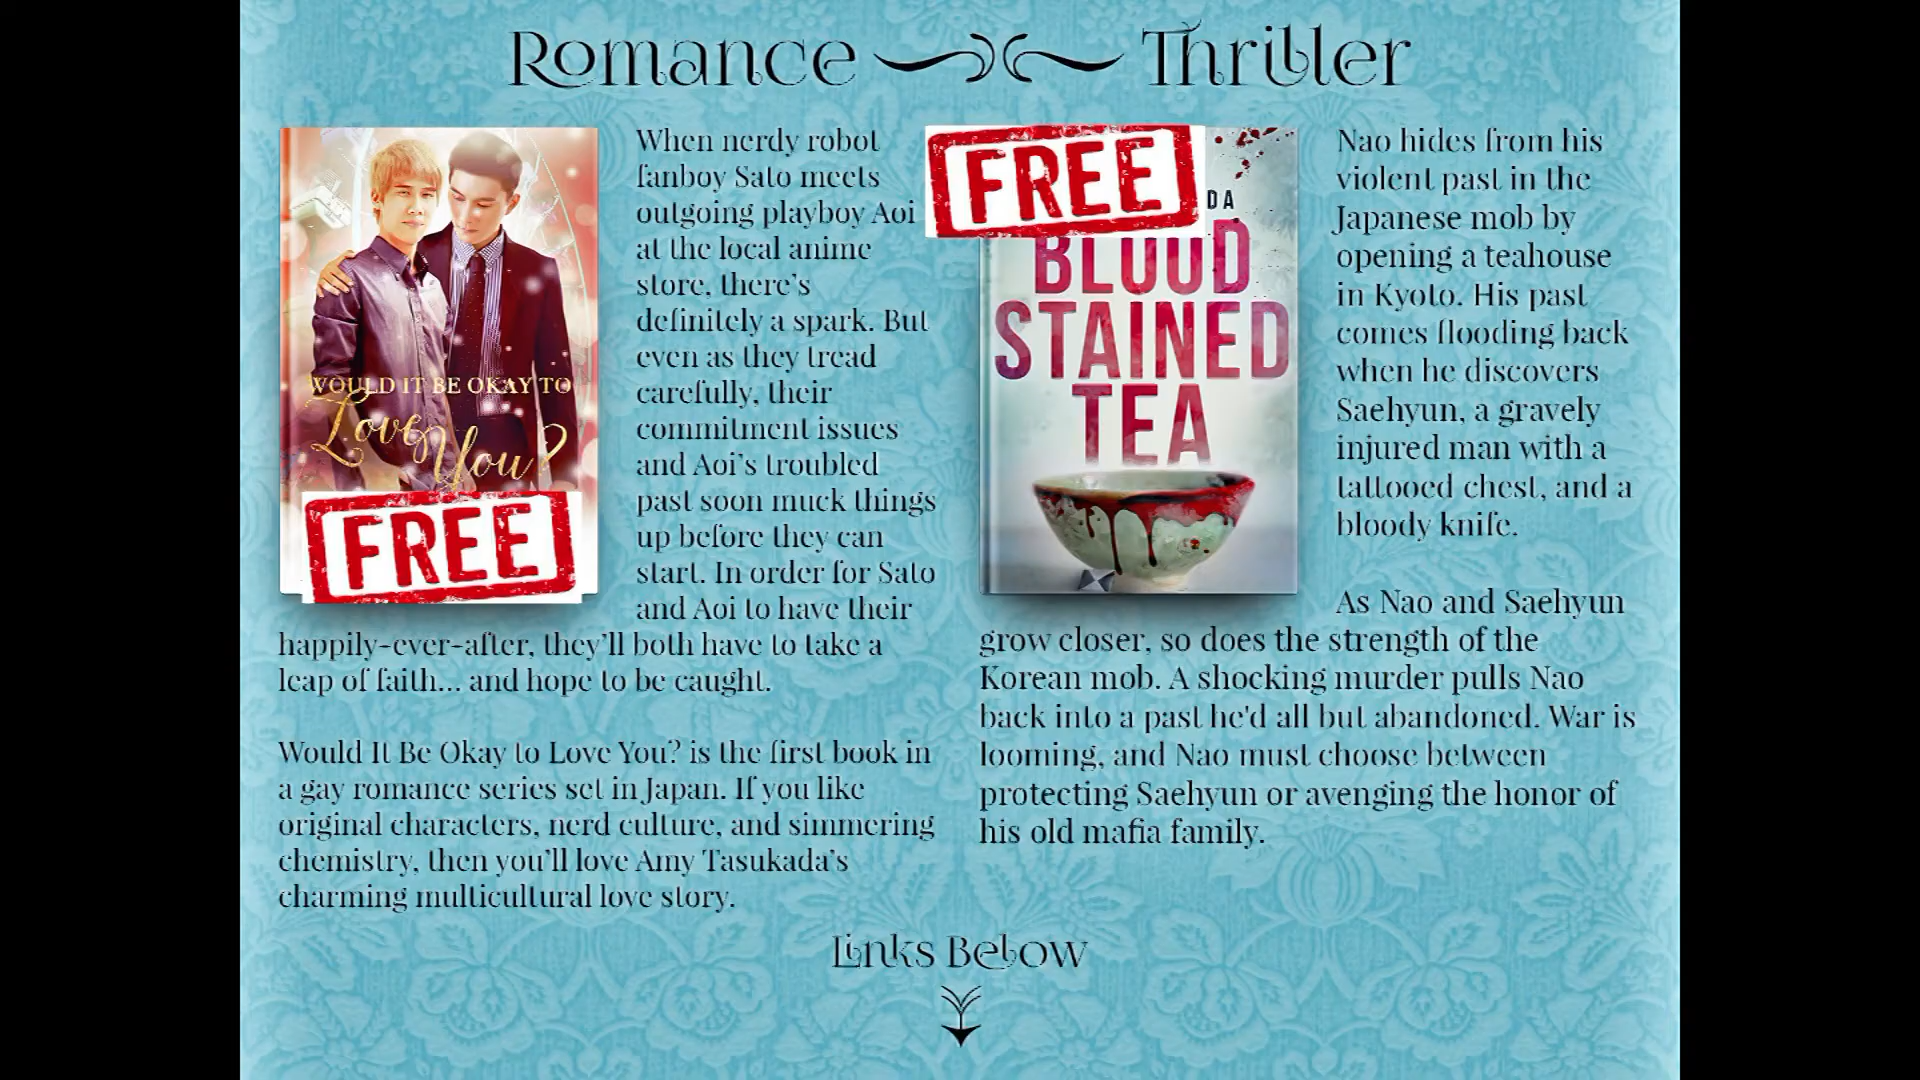 Romance Thriller
When nerdy robot
fanboy Sato meets
outgoing playboy Aoi
at the local anime
store, there's
definitely a spark. But
even as they tread
carefully, their
commitment issues
and Aoi's troubled
past soon muck things
up before they can
start. In order for Sato
and Aoi to have their
happily-ever-after, they'll both have to take a
leap of faith... and hope to be caught.
Would It Be Okay to Love You? is the first book in
a gay romance series set in Japan. If you like
original characters, nerd culture, and simmering
chemistry, then you'll love Amy Tasukada's
charming multicultural love story.
WOULD IT BE OKAY TO
Love
You?
FREE
FREE
DA
BLOOD
STAINED
TEA
Nao hides from his
violent past in the
Japanese mob by
opening a teahouse
in Kyoto. His past
comes flooding back
when he discovers
Saehyun, a gravely
injured man with a
tattooed chest, and a
bloody knife.
As Nao and Saehyun
grow closer, so does the strength of the
Korean mob. A shocking murder pulls Nao
back into a past he'd all but abandoned. War is
looming, and Nao must choose between
protecting Saehyun or avenging the honor of
his old mafia family.
Links Below